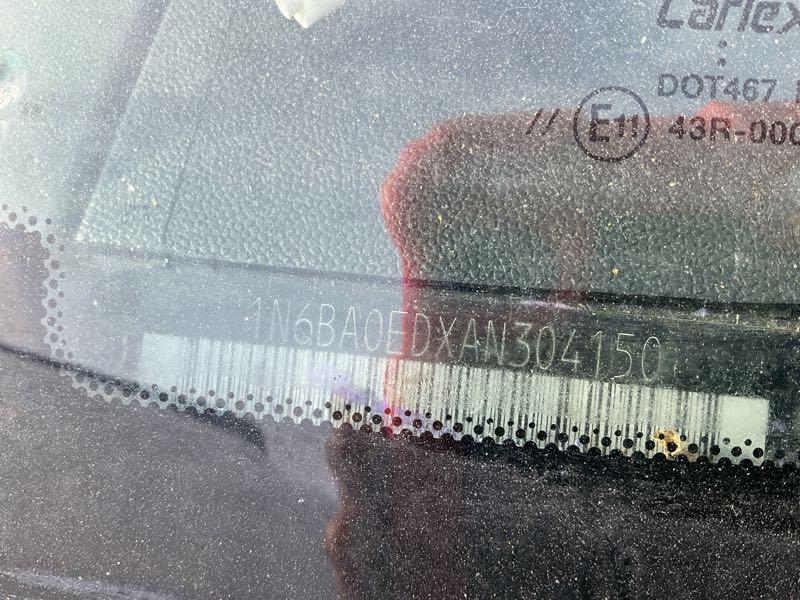 Carlex
DOT467
// E11 43R-000
1N6BA0EDXAN304150